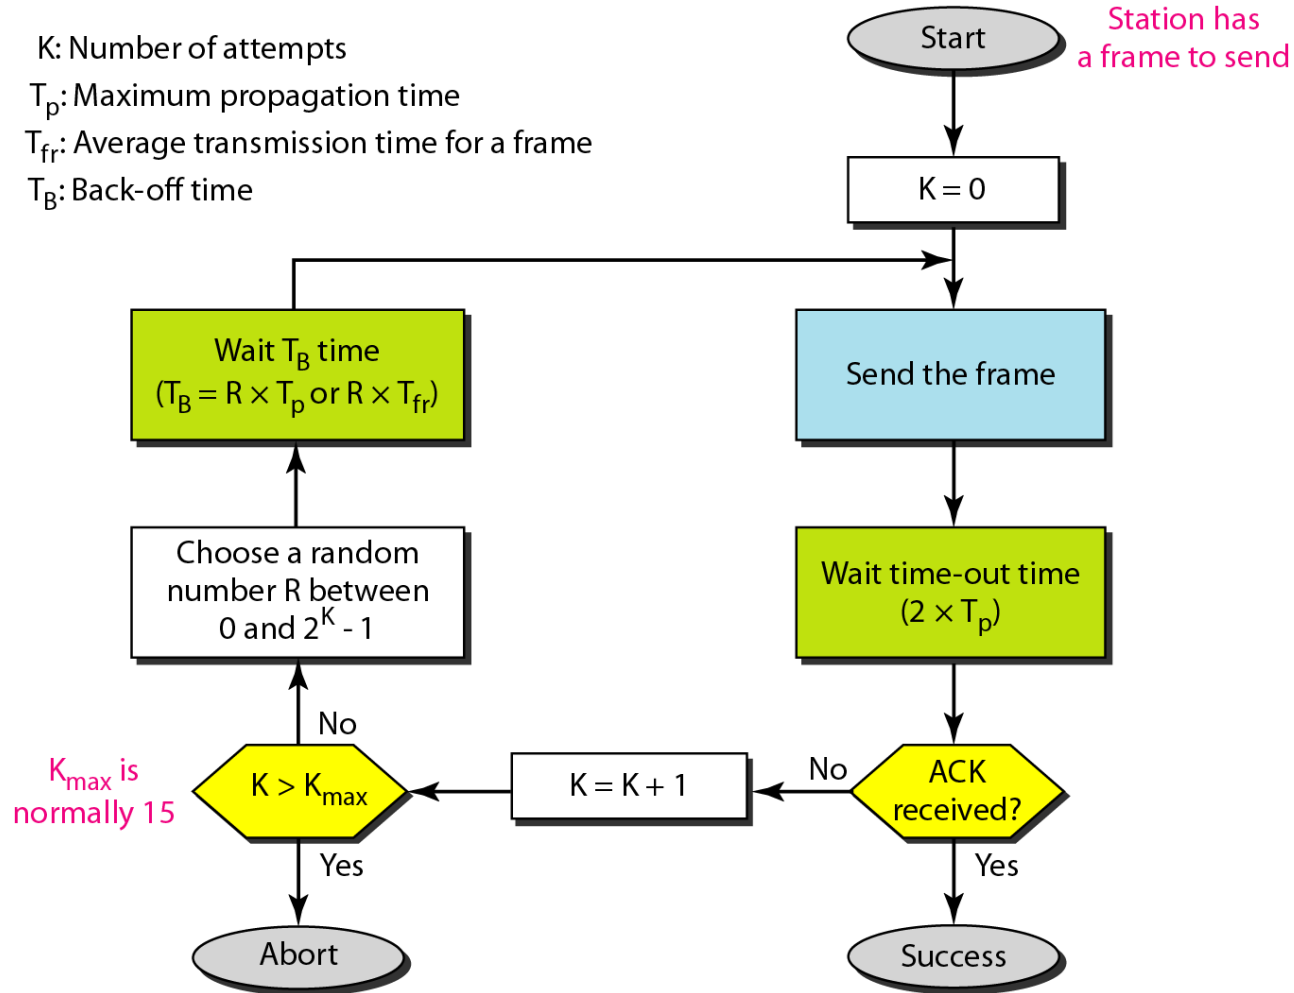 K: Number of attempts
Tp: Maximum propagation time
Tfr: Average transmission time for a frame
TB: Back-off time
Start
Station has
a frame to send
K = 0
Wait TB time
(TB = R × Tp or R × Tfr)
Send the frame
Choose a random
number R between
0 and 2^K - 1
Wait time-out time
(2 × Tp)
No
Kmax is
normally 15
K > Kmax
K = K + 1
No
ACK
received?
Yes
Yes
Abort
Success